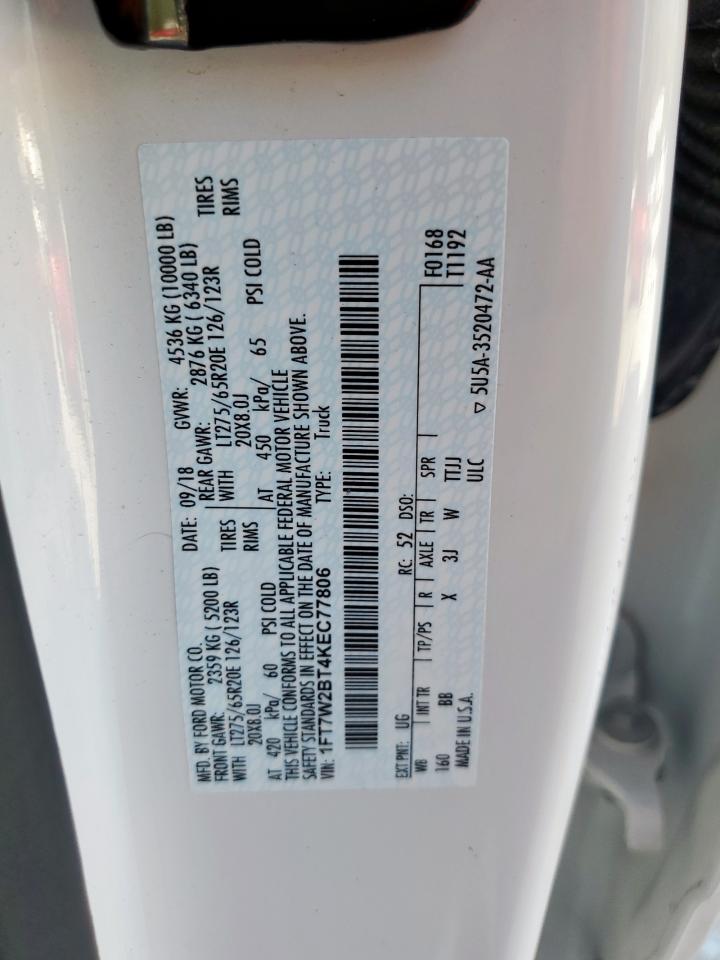 MFD. BY FORD MOTOR CO. DATE: 09/18 GVWR: 4536 KG (10000 LB)
FRONT GAWR: 2359 KG ( 5200 LB) REAR GAWR: 2876 KG ( 6340 LB)
WITH LT275/65R20E 126/123R TIRES WITH LT275/65R20E 126/123R TIRES
20X8.0J RIMS 20X8.0J RIMS
AT 420 kPa/ 60 PSI COLD AT 450 kPa/ 65 PSI COLD
THIS VEHICLE CONFORMS TO ALL APPLICABLE FEDERAL MOTOR VEHICLE
SAFETY STANDARDS IN EFFECT ON THE DATE OF MANUFACTURE SHOWN ABOVE.
VIN: 1FT7W2BT4KEC77806 TYPE: Truck
EXT PNT: UG RC: 52 DSO: F0168
WB INT TR TP/PS R AXLE TR SPR T1192
160 BB X 3J W TTJJ
MADE IN U.S.A. ULC ▽ 5U5A-3520472-AA